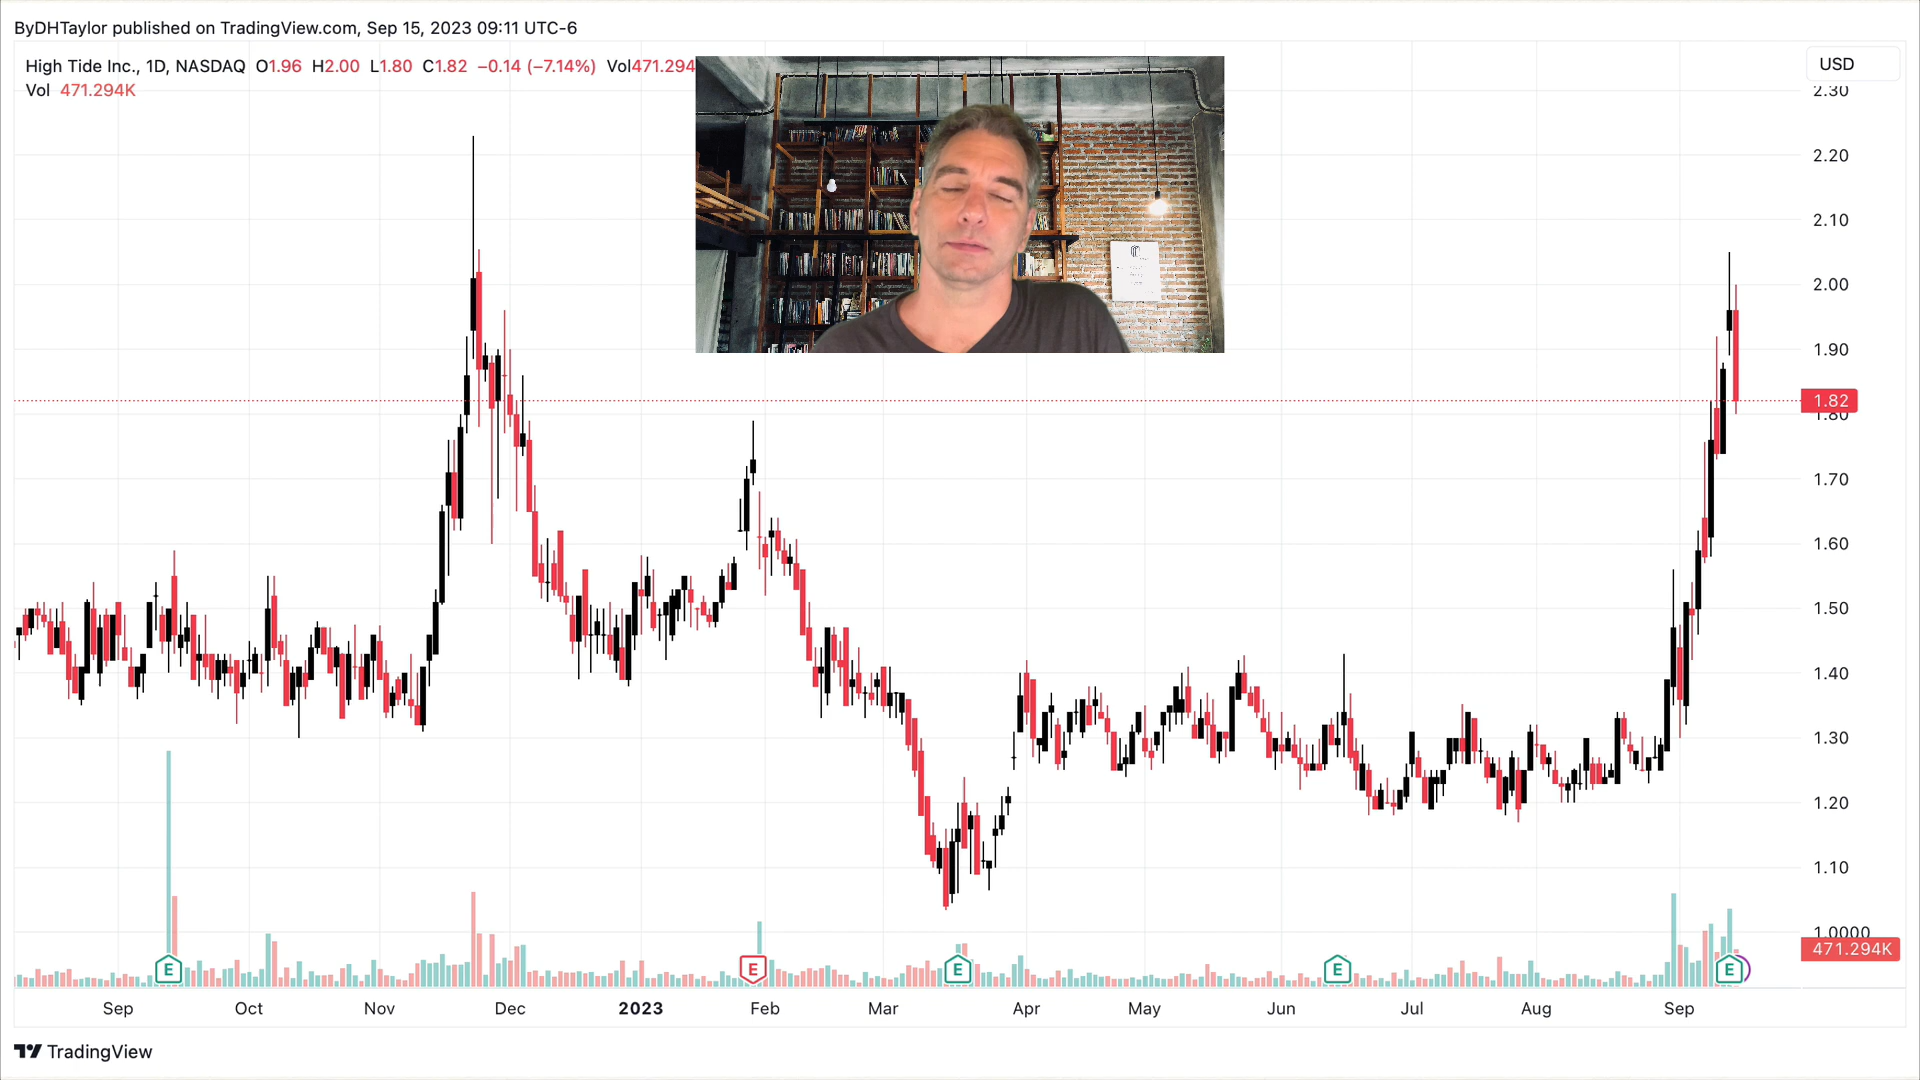 ByDHTaylor published on TradingView.com, Sep 15, 2023 09:11 UTC-6
High Tide Inc., 1D, NASDAQ O1.96 H2.00 L1.80 C1.82 −0.14 (−7.14%) Vol471.294
Vol 471.294K
USD
2.30
2.20
2.10
2.00
1.90
1.82
1.80
1.70
1.60
1.50
1.40
1.30
1.20
1.10
1.0000
471.294K
E E E E E
Sep Oct Nov Dec 2023 Feb Mar Apr May Jun Jul Aug Sep
TradingView